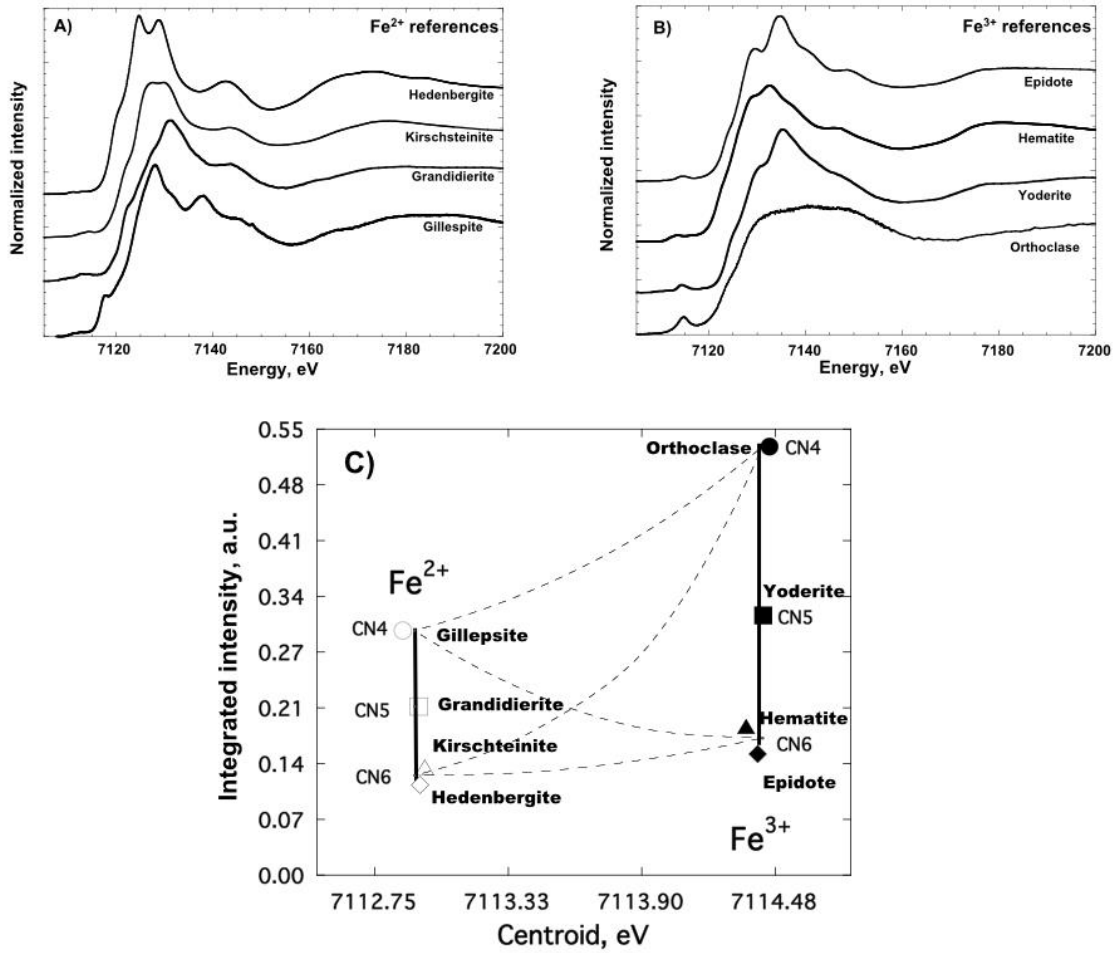 A)
Fe2+ references
Normalized intensity
Hedenbergite
Kirschsteinite
Grandidierite
Gillespite
7120 7140 7160 7180 7200
Energy, eV
B)
Fe3+ references
Normalized intensity
Epidote
Hematite
Yoderite
Orthoclase
7120 7140 7160 7180 7200
Energy, eV
C)
Integrated intensity, a.u.
0.55
0.48
0.41
0.34
0.27
0.21
0.14
0.07
0.00
Orthoclase CN4
Fe2+
Yoderite
CN5
CN4 Gillepsite
CN5 Grandidierite
Hematite
Kirschteinite
CN6
CN6
Hedenbergite
Epidote
Fe3+
7112.75 7113.33 7113.90 7114.48
Centroid, eV